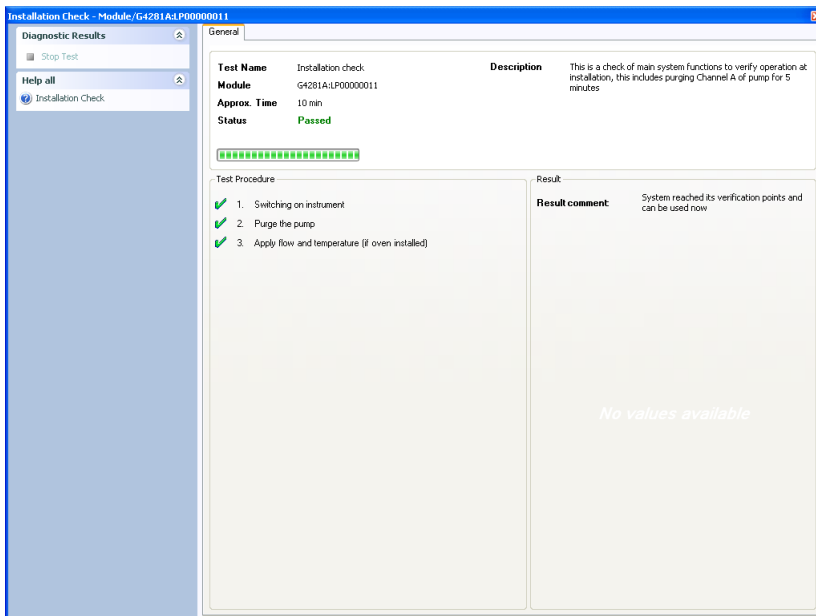 Installation Check - Module/G4281A:LP00000011
Diagnostic Results
Stop Test
Help all
Installation Check
General
Test Name Installation check
Module G4281A:LP00000011
Approx. Time 10 min
Status Passed
Description This is a check of main system functions to verify operation at
installation, this includes purging Channel A of pump for 5
minutes
Test Procedure
1. Switching on instrument
2. Purge the pump
3. Apply flow and temperature (if oven installed)
Result
Result comment System reached its verification points and
can be used now
No values available